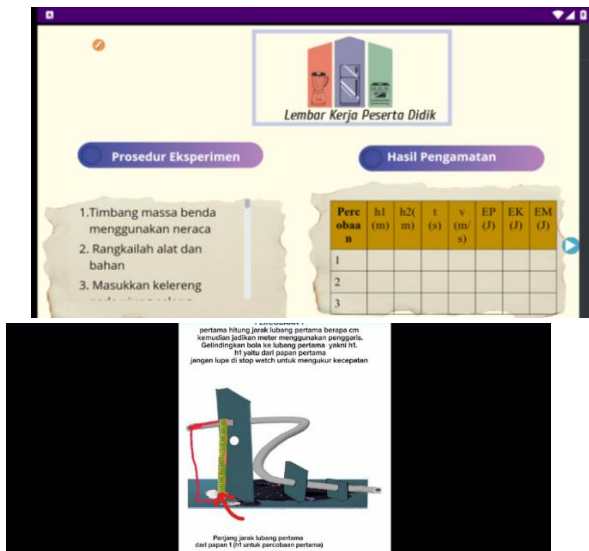 Lembar Kerja Peserta Didik
Prosedur Eksperimen
1.Timbang massa benda
menggunakan neraca
2. Rangkailah alat dan
bahan
3. Masukkan kelereng
Hasil Pengamatan
Perc
obaa
n
h1
(m)
h2(
m)
t
(s)
v
(m/
s)
EP
(J)
EK
(J)
EM
(J)
1
2
3
pertama hitung jarak lubang pertama berapa cm
kemudian jadikan meter menggunakan penggaris.
Gelindingkan bola ke lubang pertama yakni h1.
h1 yaitu dari papan pertama
jangan lupa di stop watch untuk mengukur kecepatan
Panjang jarak lubang pertama
dari papan 1 (h1 untuk percobaan pertama)